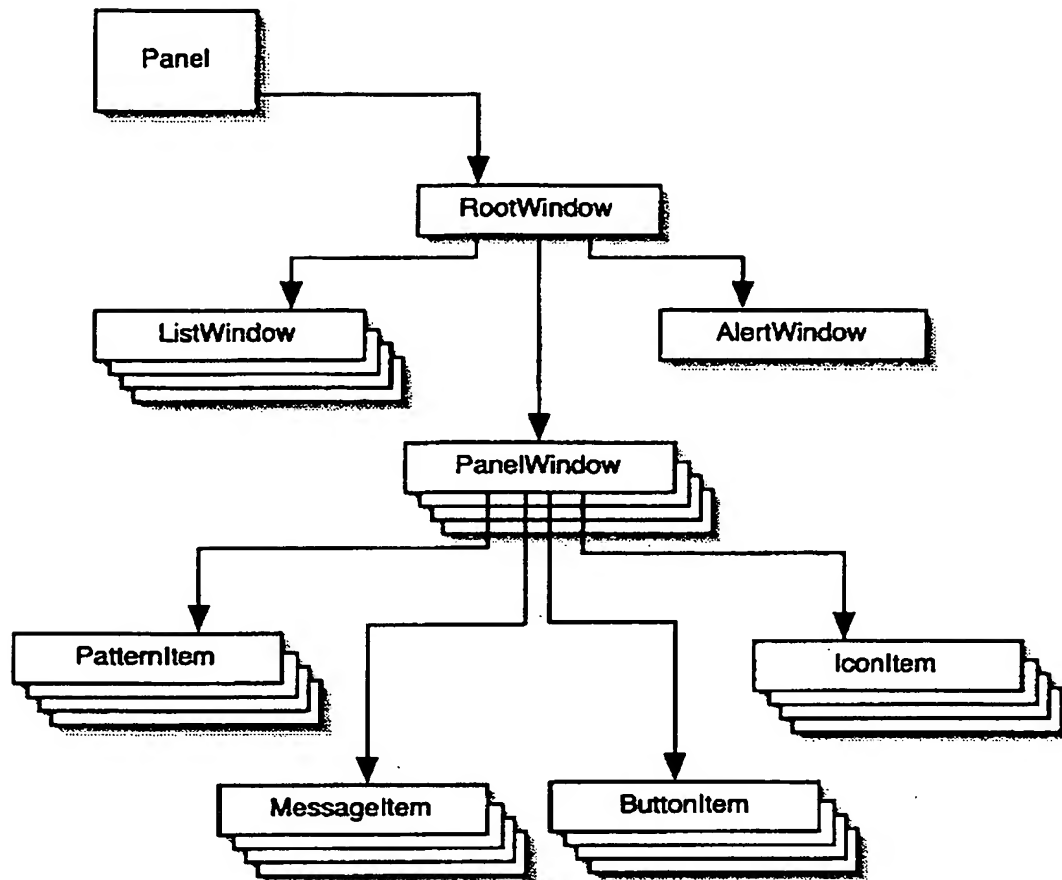 Panel
RootWindow
ListWindow
AlertWindow
PanelWindow
PatternItem
IconItem
MessageItem
ButtonItem